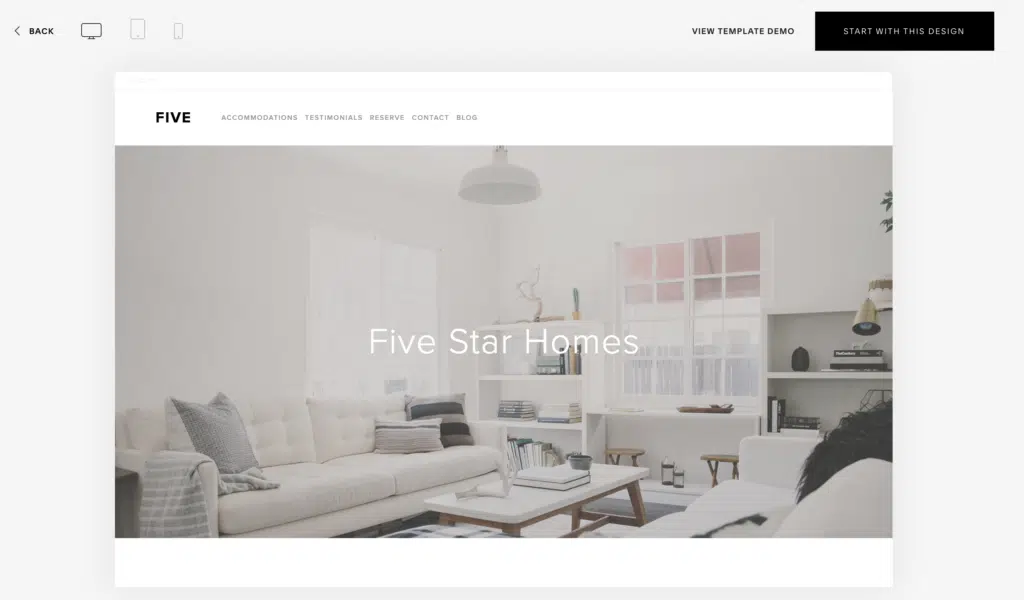 BACK
VIEW TEMPLATE DEMO
START WITH THIS DESIGN
FIVE
ACCOMMODATIONS TESTIMONIALS RESERVE CONTACT BLOG
Five Star Homes